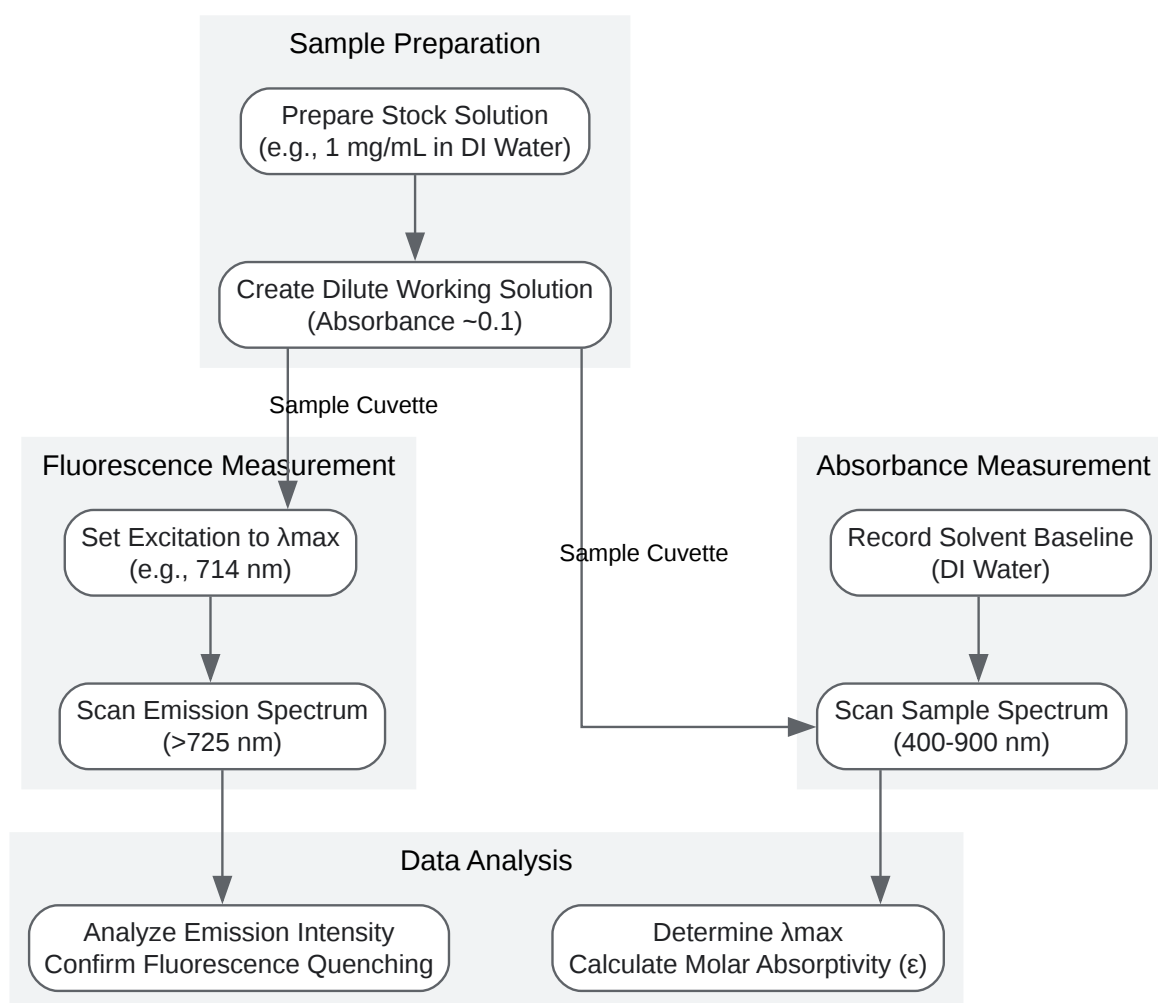 Sample Preparation
Prepare Stock Solution
(e.g., 1 mg/mL in DI Water)
Create Dilute Working Solution
(Absorbance ~0.1)
Sample Cuvette
Fluorescence Measurement
Set Excitation to λmax
(e.g., 714 nm)
Scan Emission Spectrum
(>725 nm)
Sample Cuvette
Absorbance Measurement
Record Solvent Baseline
(DI Water)
Scan Sample Spectrum
(400-900 nm)
Data Analysis
Analyze Emission Intensity
Confirm Fluorescence Quenching
Determine λmax
Calculate Molar Absorptivity (ε)